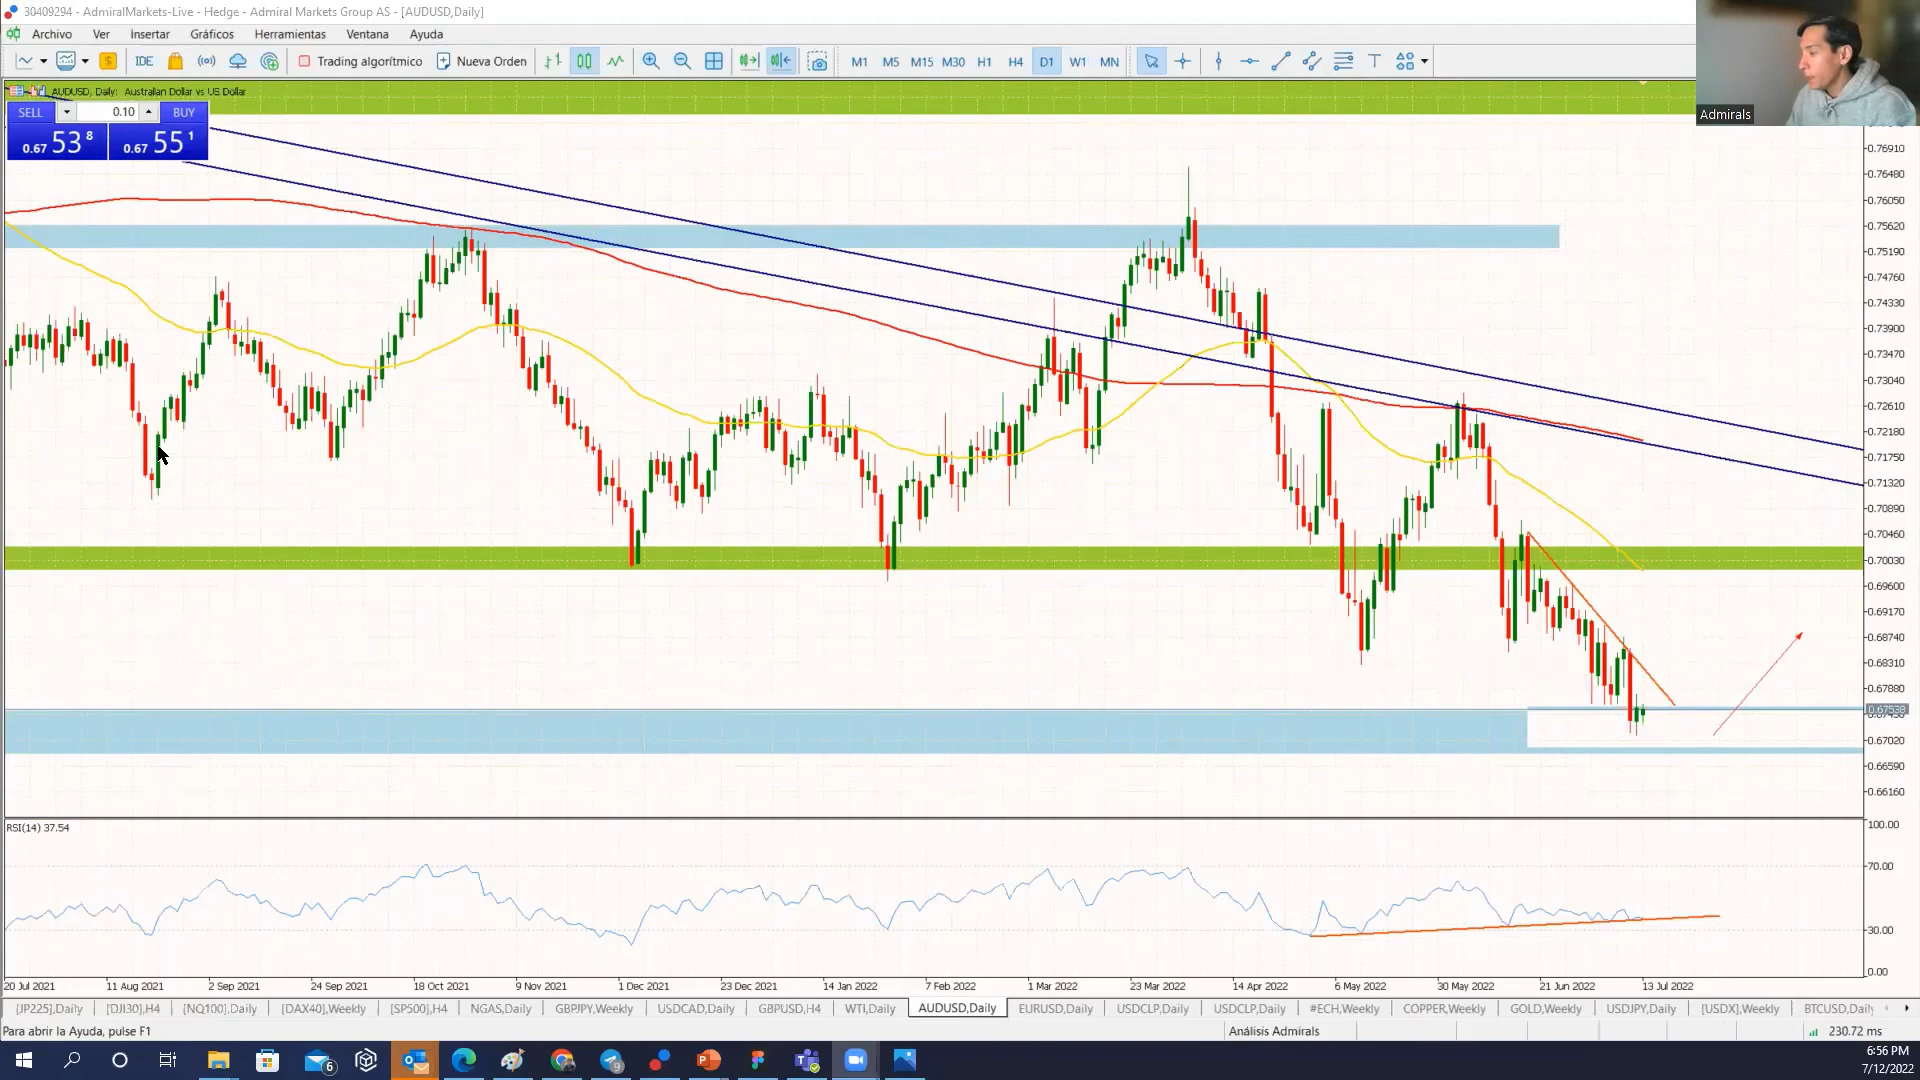 30409294 - AdmiralMarkets-Live - Hedge - Admiral Markets Group AS - [AUDUSD,Daily]
Archivo Ver Insertar Gráficos Herramientas Ventana Ayuda
IDE Trading algorítmico Nueva Orden M1 M5 M15 M30 H1 H4 D1 W1 MN T
Admirals
AUDUSD, Daily: Australian Dollar vs US Dollar
SELL 0.10 BUY
0.67 53 8 0.67 55 1
0.76910
0.76480
0.76050
0.75620
0.75190
0.74760
0.74330
0.73900
0.73470
0.73040
0.72610
0.72180
0.71750
0.71320
0.70890
0.70460
0.70030
0.69600
0.69170
0.68740
0.68310
0.67880
0.67538
0.67020
0.66590
0.66160
RSI(14) 37.54
100.00
70.00
30.00
0.00
20 Jul 2021 11 Aug 2021 2 Sep 2021 24 Sep 2021 18 Oct 2021 9 Nov 2021 1 Dec 2021 23 Dec 2021 14 Jan 2022 7 Feb 2022 1 Mar 2022 23 Mar 2022 14 Apr 2022 6 May 2022 30 May 2022 21 Jun 2022 13 Jul 2022
[JP225],Daily [DJI30],H4 [NQ100],Daily [DAX40],Weekly [SP500],H4 NGAS,Daily GBPJPY,Weekly USDCAD,Daily GBPUSD,H4 WTI,Daily AUDUSD,Daily EURUSD,Daily USDCLP,Daily USDCLP,Daily #ECH,Weekly COPPER,Weekly GOLD,Weekly USDJPY,Daily [USDX],Weekly BTCUSD,Daily
Para abrir la Ayuda, pulse F1 Análisis Admirals 230.72 ms
6:56 PM
7/12/2022